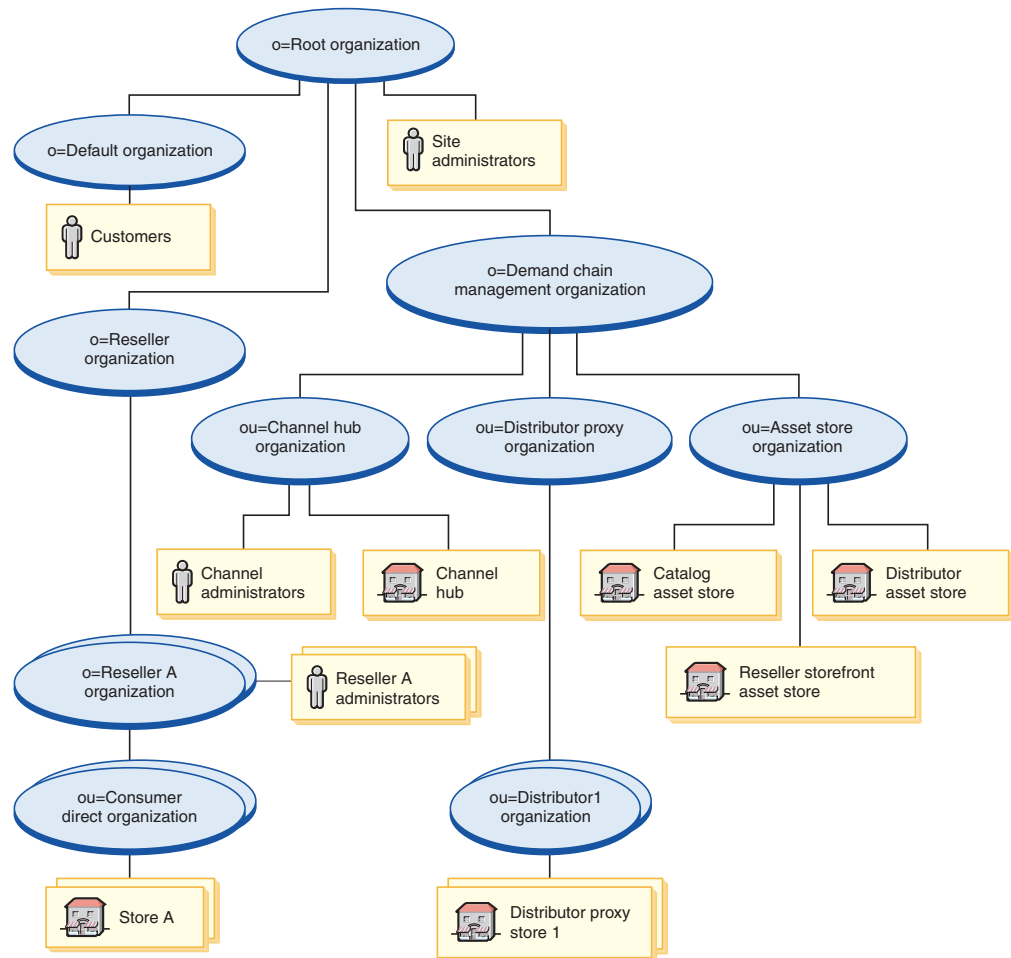 o=Root organization
Site
administrators
o=Default organization
Customers
o=Demand chain
management organization
o=Reseller
organization
ou=Channel hub
organization
ou=Distributor proxy
organization
ou=Asset store
organization
Channel
administrators
Channel
hub
Catalog
asset store
Distributor
asset store
o=Reseller A
organization
Reseller A
administrators
Reseller storefront
asset store
ou=Consumer
direct organization
ou=Distributor1
organization
Store A
Distributor proxy
store 1